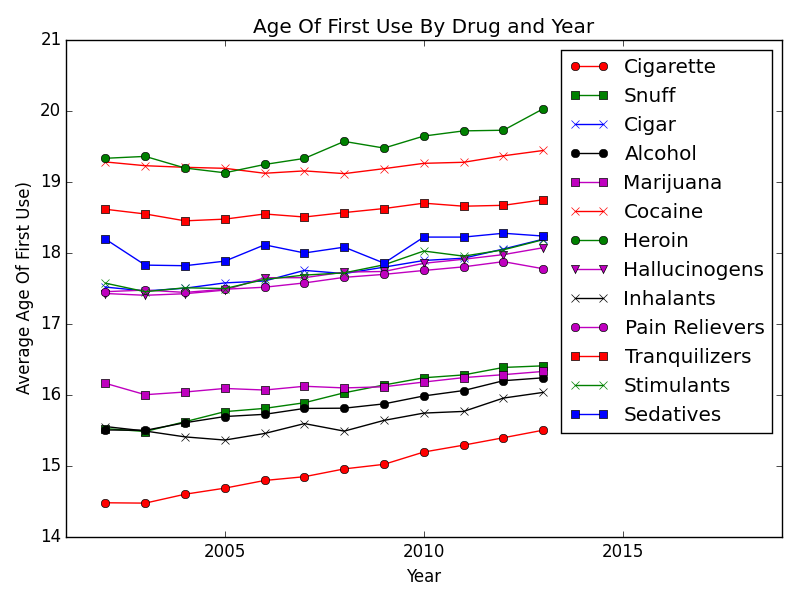 Age Of First Use By Drug and Year
21
20
19
18
17
16
15
14
Average Age Of First Use)
2005
2010
2015
Year
Cigarette
Snuff
Cigar
Alcohol
Marijuana
Cocaine
Heroin
Hallucinogens
Inhalants
Pain Relievers
Tranquilizers
Stimulants
Sedatives